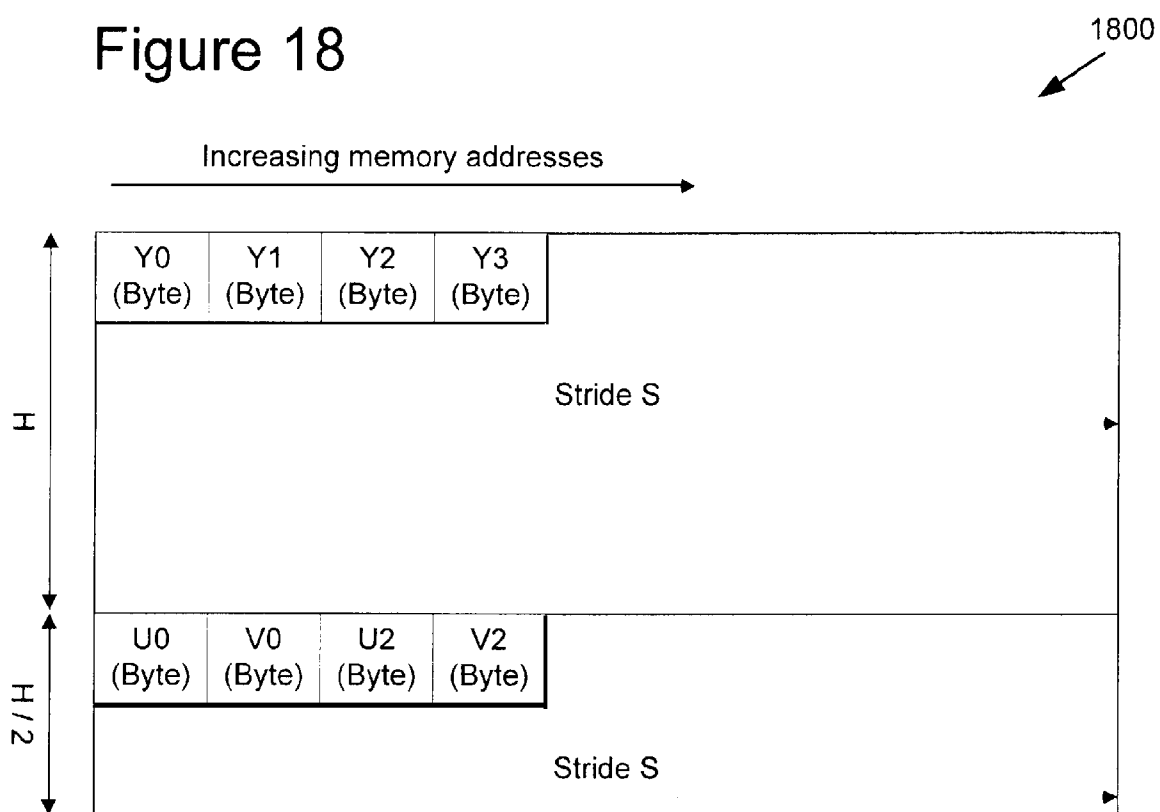 Figure 18
1800
Increasing memory addresses
Y0 Y1 Y2 Y3
(Byte) (Byte) (Byte) (Byte)
Stride S
H
U0 V0 U2 V2
(Byte) (Byte) (Byte) (Byte)
H / 2
Stride S